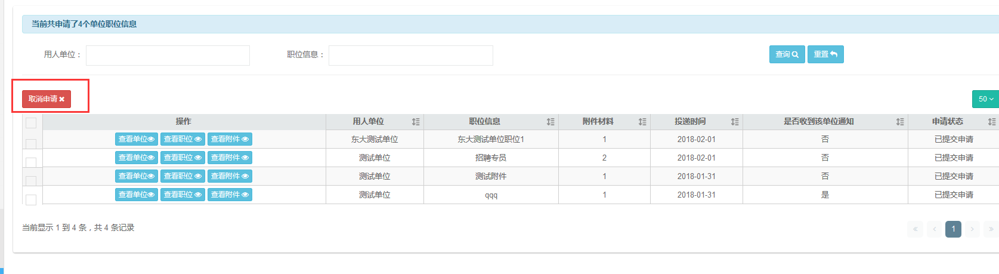 当前共申请了4个单位职位信息
用人单位： 职位信息： 查询 重置
取消申请 50
操作 用人单位 职位信息 附件材料 投递时间 是否收到该单位通知 申请状态
查看单位 查看职位 查看附件 东大测试单位 东大测试单位职位1 1 2018-02-01 否 已提交申请
查看单位 查看职位 查看附件 测试单位 招聘专员 2 2018-02-01 否 已提交申请
查看单位 查看职位 查看附件 测试单位 测试附件 1 2018-01-31 否 已提交申请
查看单位 查看职位 查看附件 测试单位 qqq 1 2018-01-31 是 已提交申请
当前显示 1 到 4 条，共 4 条记录 « ‹ 1 › »